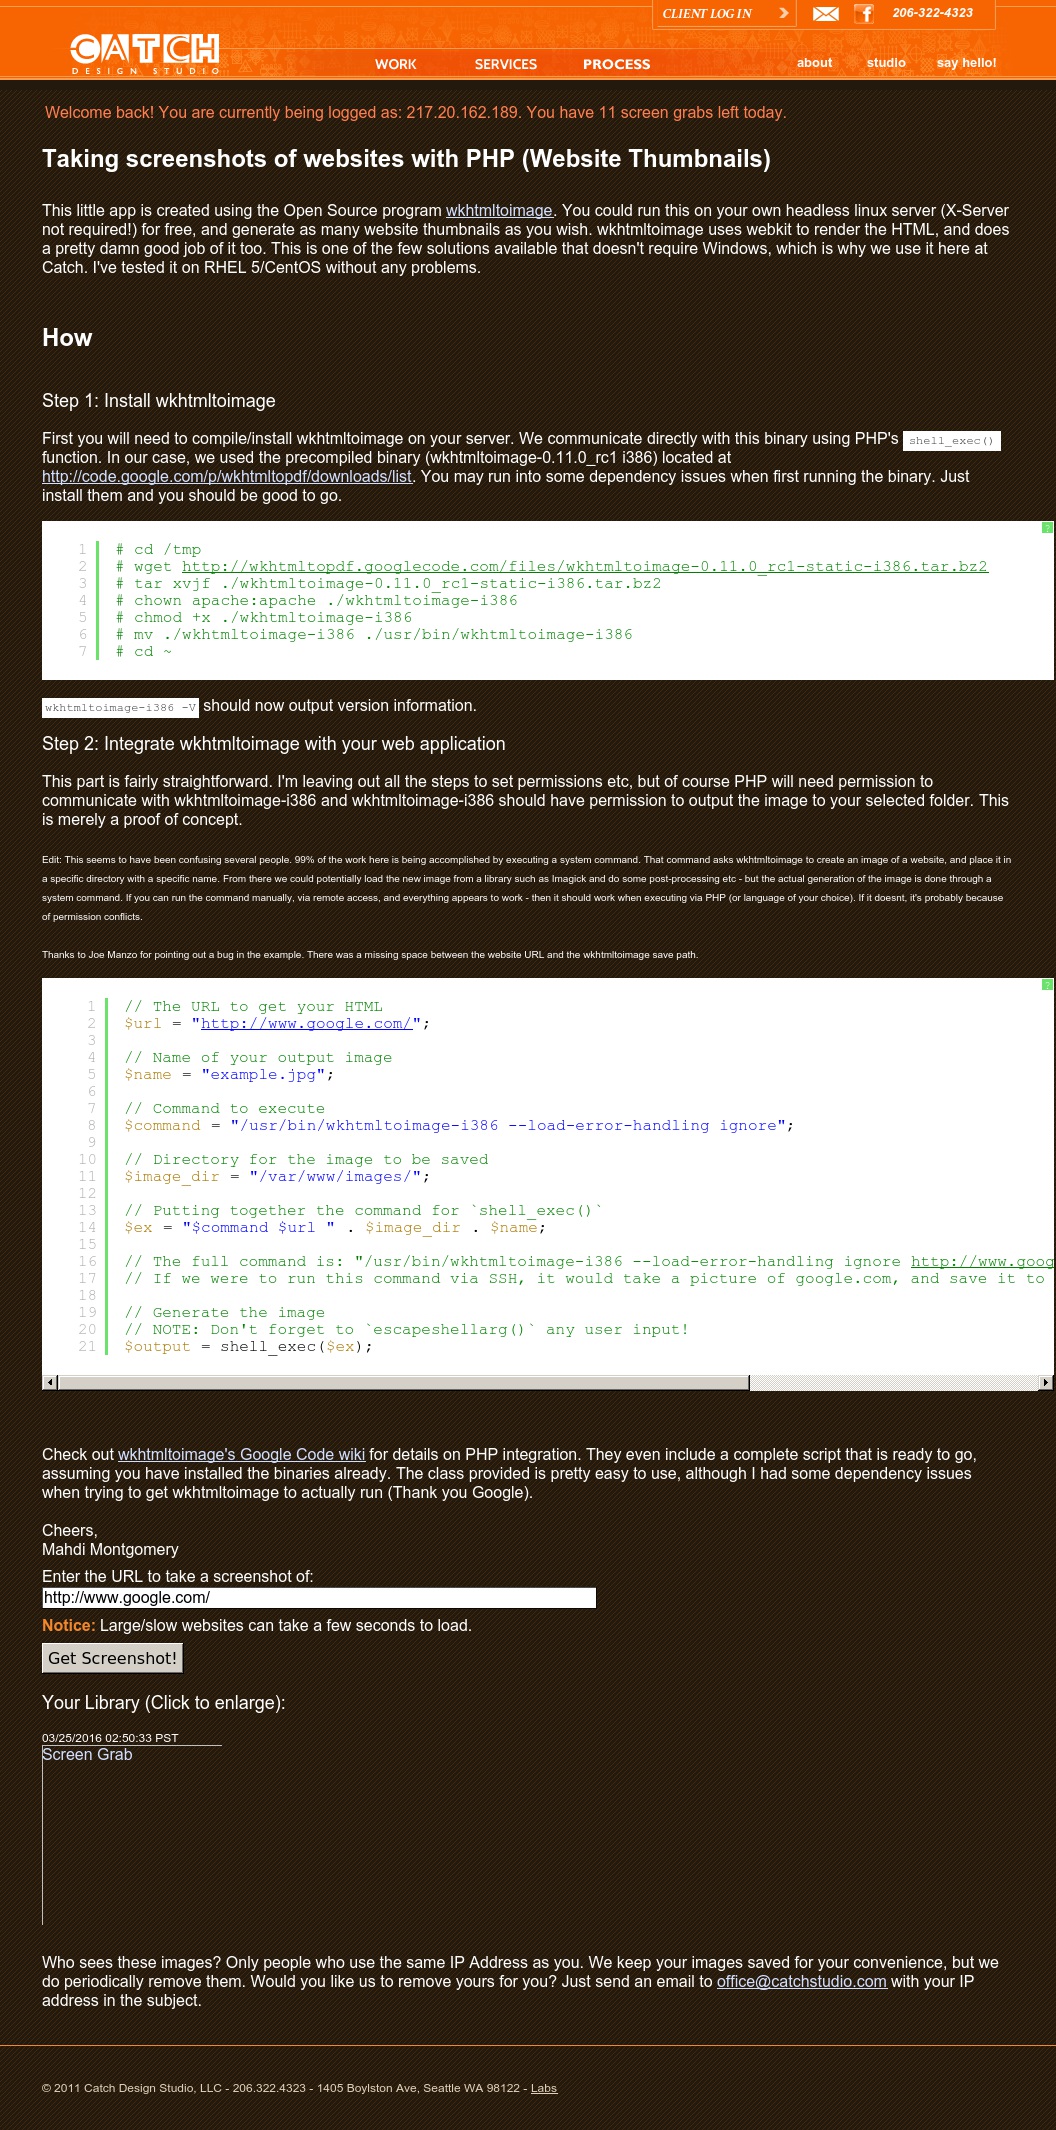 CLIENT LOG IN
206-322-4323
CATCH
DESIGN STUDIO
WORK SERVICES PROCESS about studio say hello!
Welcome back! You are currently being logged as: 217.20.162.189. You have 11 screen grabs left today.
Taking screenshots of websites with PHP (Website Thumbnails)
This little app is created using the Open Source program wkhtmltoimage. You could run this on your own headless linux server (X-Server
not required!) for free, and generate as many website thumbnails as you wish. wkhtmltoimage uses webkit to render the HTML, and does
a pretty damn good job of it too. This is one of the few solutions available that doesn't require Windows, which is why we use it here at
Catch. I've tested it on RHEL 5/CentOS without any problems.
How
Step 1: Install wkhtmltoimage
First you will need to compile/install wkhtmltoimage on your server. We communicate directly with this binary using PHP's shell_exec()
function. In our case, we used the precompiled binary (wkhtmltoimage-0.11.0_rc1 i386) located at
http://code.google.com/p/wkhtmltopdf/downloads/list. You may run into some dependency issues when first running the binary. Just
install them and you should be good to go.
?
1 # cd /tmp
2 # wget http://wkhtmltopdf.googlecode.com/files/wkhtmltoimage-0.11.0_rc1-static-i386.tar.bz2
3 # tar xvjf ./wkhtmltoimage-0.11.0_rc1-static-i386.tar.bz2
4 # chown apache:apache ./wkhtmltoimage-i386
5 # chmod +x ./wkhtmltoimage-i386
6 # mv ./wkhtmltoimage-i386 ./usr/bin/wkhtmltoimage-i386
7 # cd ~
wkhtmltoimage-i386 -V should now output version information.
Step 2: Integrate wkhtmltoimage with your web application
This part is fairly straightforward. I'm leaving out all the steps to set permissions etc, but of course PHP will need permission to
communicate with wkhtmltoimage-i386 and wkhtmltoimage-i386 should have permission to output the image to your selected folder. This
is merely a proof of concept.
Edit: This seems to have been confusing several people. 99% of the work here is being accomplished by executing a system command. That command asks wkhtmltoimage to create an image of a website, and place it in
a specific directory with a specific name. From there we could potentially load the new image from a library such as Imagick and do some post-processing etc - but the actual generation of the image is done through a
system command. If you can run the command manually, via remote access, and everything appears to work - then it should work when executing via PHP (or language of your choice). If it doesnt, it's probably because
of permission conflicts.
Thanks to Joe Manzo for pointing out a bug in the example. There was a missing space between the website URL and the wkhtmltoimage save path.
?
1 // The URL to get your HTML
2 $url = "http://www.google.com/";
3
4 // Name of your output image
5 $name = "example.jpg";
6
7 // Command to execute
8 $command = "/usr/bin/wkhtmltoimage-i386 --load-error-handling ignore";
9
10 // Directory for the image to be saved
11 $image_dir = "/var/www/images/";
12
13 // Putting together the command for `shell_exec()`
14 $ex = "$command $url " . $image_dir . $name;
15
16 // The full command is: "/usr/bin/wkhtmltoimage-i386 --load-error-handling ignore http://www.goog
17 // If we were to run this command via SSH, it would take a picture of google.com, and save it to
18
19 // Generate the image
20 // NOTE: Don't forget to `escapeshellarg()` any user input!
21 $output = shell_exec($ex);
Check out wkhtmltoimage's Google Code wiki for details on PHP integration. They even include a complete script that is ready to go,
assuming you have installed the binaries already. The class provided is pretty easy to use, although I had some dependency issues
when trying to get wkhtmltoimage to actually run (Thank you Google).
Cheers,
Mahdi Montgomery
Enter the URL to take a screenshot of:
http://www.google.com/
Notice: Large/slow websites can take a few seconds to load.
Get Screenshot!
Your Library (Click to enlarge):
03/25/2016 02:50:33 PST
Screen Grab
Who sees these images? Only people who use the same IP Address as you. We keep your images saved for your convenience, but we
do periodically remove them. Would you like us to remove yours for you? Just send an email to office@catchstudio.com with your IP
address in the subject.
© 2011 Catch Design Studio, LLC - 206.322.4323 - 1405 Boylston Ave, Seattle WA 98122 - Labs